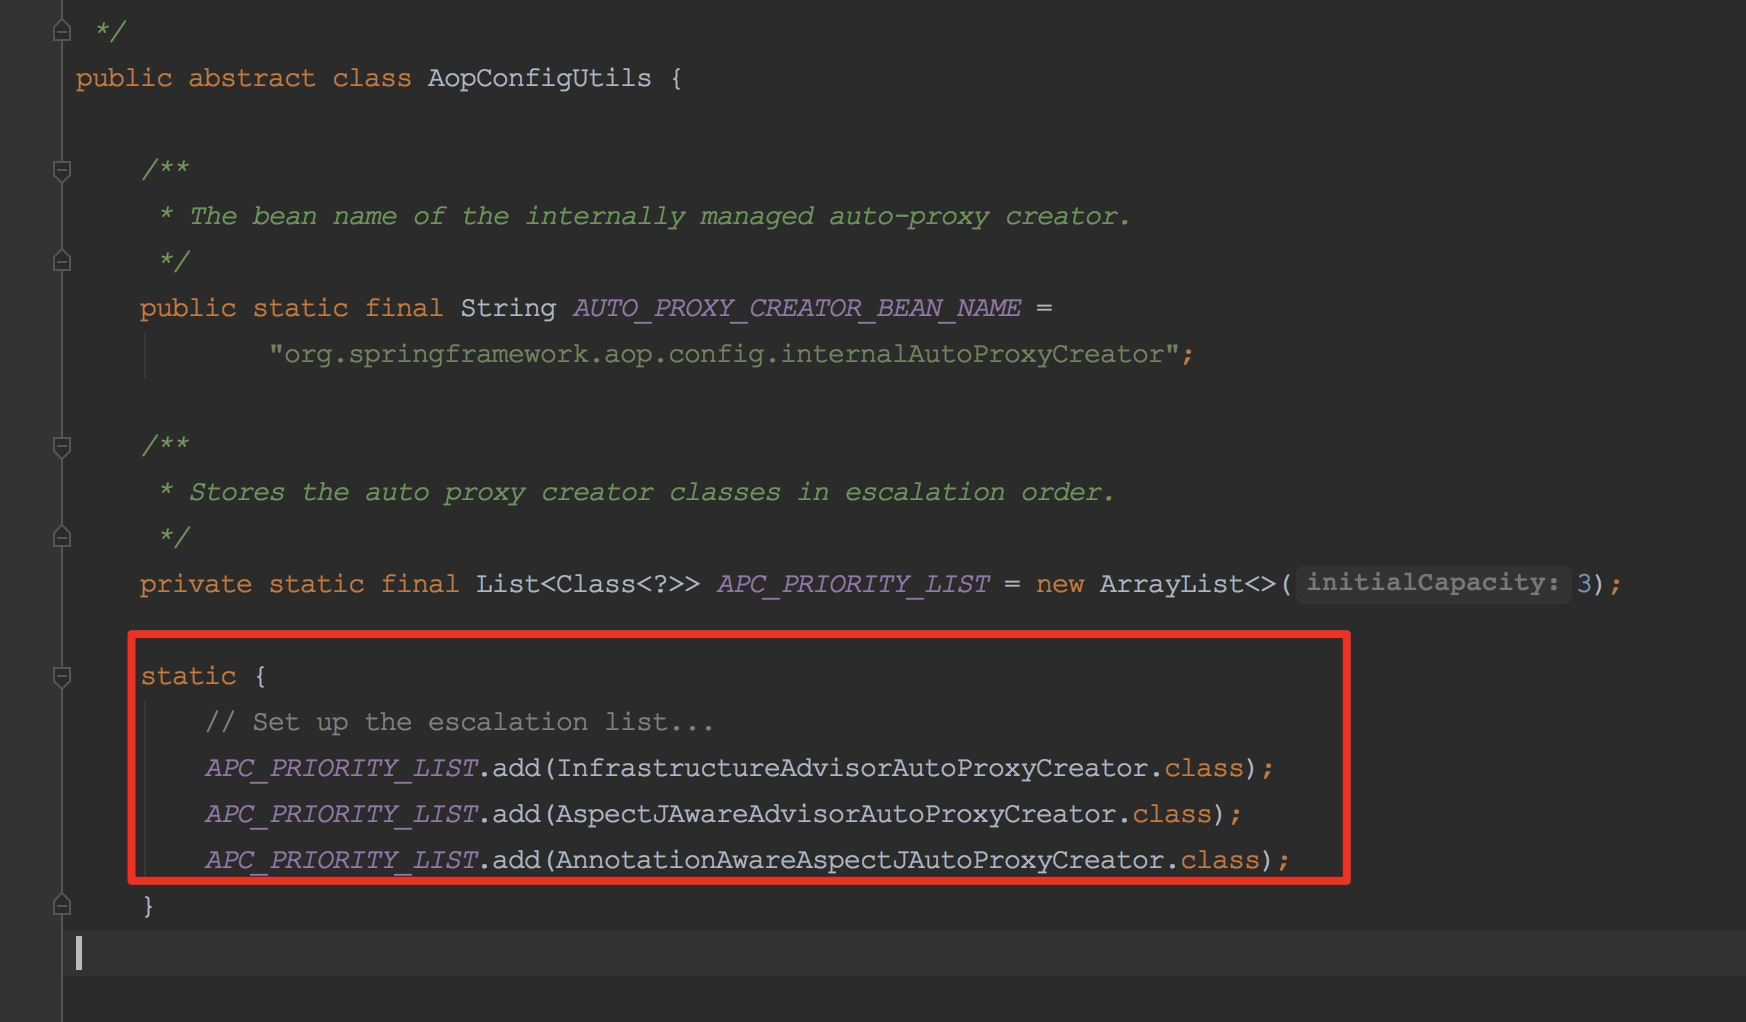 */
public abstract class AopConfigUtils {
/**
* The bean name of the internally managed auto-proxy creator.
*/
public static final String AUTO_PROXY_CREATOR_BEAN_NAME =
"org.springframework.aop.config.internalAutoProxyCreator";
/**
* Stores the auto proxy creator classes in escalation order.
*/
private static final List<Class<?>> APC_PRIORITY_LIST = new ArrayList<>( initialCapacity: 3);
static {
// Set up the escalation list...
APC_PRIORITY_LIST.add(InfrastructureAdvisorAutoProxyCreator.class);
APC_PRIORITY_LIST.add(AspectJAwareAdvisorAutoProxyCreator.class);
APC_PRIORITY_LIST.add(AnnotationAwareAspectJAutoProxyCreator.class);
}